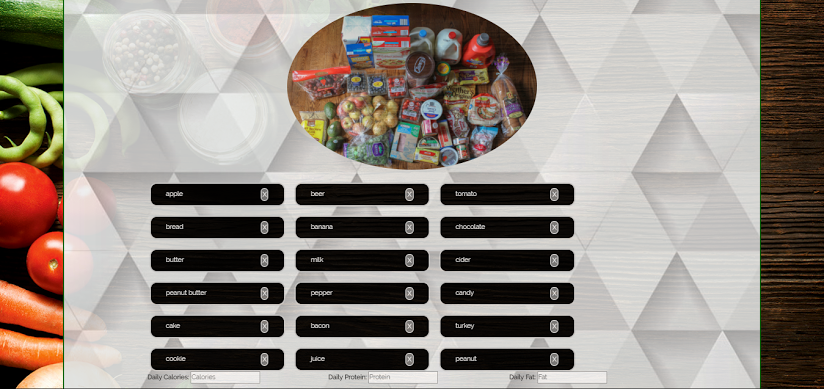 apple X beer X tomato X
bread X banana X chocolate X
butter X milk X cider X
peanut butter X pepper X candy X
cake X bacon X turkey X
cookie X juice X peanut X
Daily Calories: Calories Daily Protein: Protein Daily Fat: Fat